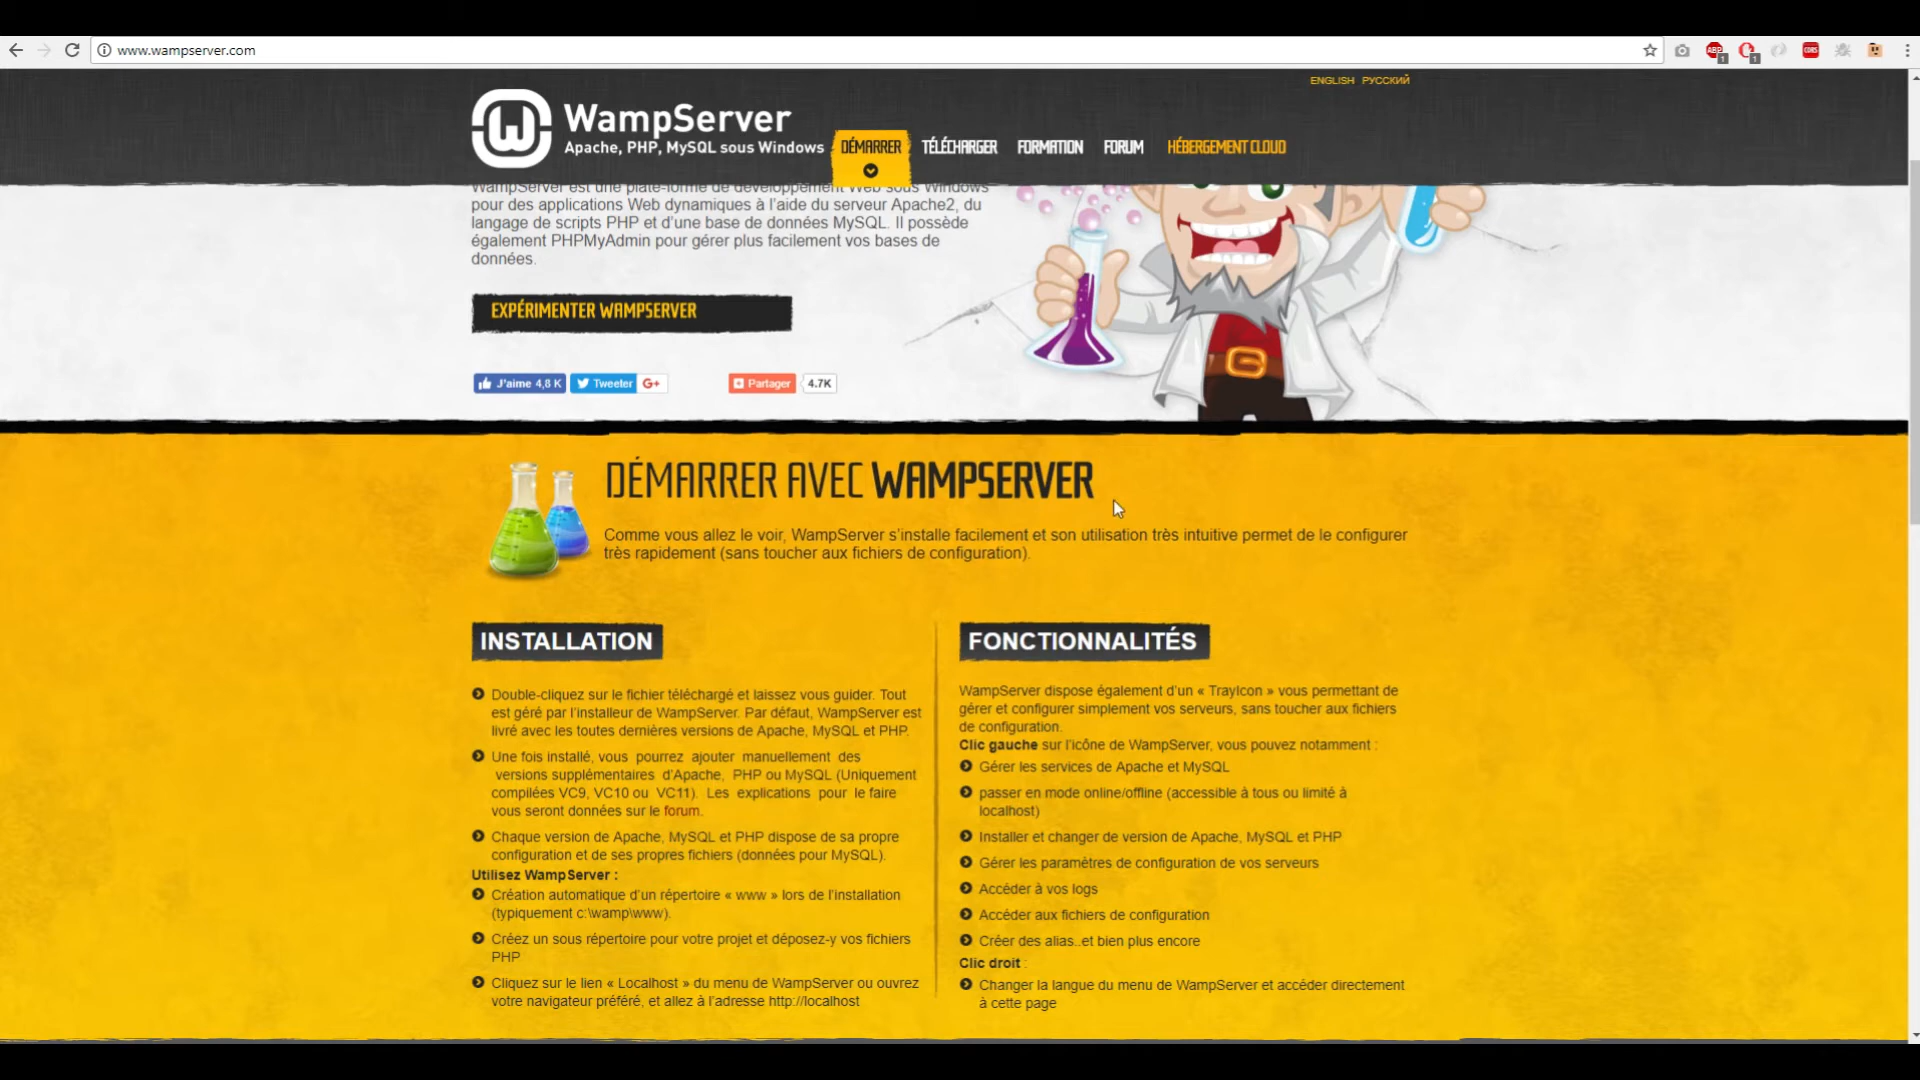 www.wampserver.com
ABP
1
1
CORS
ENGLISH РУССКИЙ
WampServer
Apache, PHP, MySQL sous Windows
DÉMARRER
TÉLÉCHARGER
FORMATION
FORUM
HÉBERGEMENT CLOUD
WampServer est une plate-forme de développement Web sous Windows
pour des applications Web dynamiques à l'aide du serveur Apache2, du
langage de scripts PHP et d'une base de données MySQL. Il possède
également PHPMyAdmin pour gérer plus facilement vos bases de
données.
EXPÉRIMENTER WAMPSERVER
J'aime 4,8 K
Tweeter
G+
Partager
4.7K
DÉMARRER AVEC WAMPSERVER
Comme vous allez le voir, WampServer s'installe facilement et son utilisation très intuitive permet de le configurer
très rapidement (sans toucher aux fichiers de configuration).
INSTALLATION
Double-cliquez sur le fichier téléchargé et laissez vous guider. Tout
est géré par l'installeur de WampServer. Par défaut, WampServer est
livré avec les toutes dernières versions de Apache, MySQL et PHP.
Une fois installé, vous pourrez ajouter manuellement des
versions supplémentaires d'Apache, PHP ou MySQL (Uniquement
compilées VC9, VC10 ou VC11). Les explications pour le faire
vous seront données sur le forum.
Chaque version de Apache, MySQL et PHP dispose de sa propre
configuration et de ses propres fichiers (données pour MySQL).
Utilisez WampServer :
Création automatique d'un répertoire « www » lors de l'installation
(typiquement c:\wamp\www).
Créez un sous répertoire pour votre projet et déposez-y vos fichiers
PHP
Cliquez sur le lien « Localhost » du menu de WampServer ou ouvrez
votre navigateur préféré, et allez à l'adresse http://localhost
FONCTIONNALITÉS
WampServer dispose également d'un « TrayIcon » vous permettant de
gérer et configurer simplement vos serveurs, sans toucher aux fichiers
de configuration.
Clic gauche sur l'icône de WampServer, vous pouvez notamment :
Gérer les services de Apache et MySQL
passer en mode online/offline (accessible à tous ou limité à
localhost)
Installer et changer de version de Apache, MySQL et PHP
Gérer les paramètres de configuration de vos serveurs
Accéder à vos logs
Accéder aux fichiers de configuration
Créer des alias..et bien plus encore
Clic droit :
Changer la langue du menu de WampServer et accéder directement
à cette page